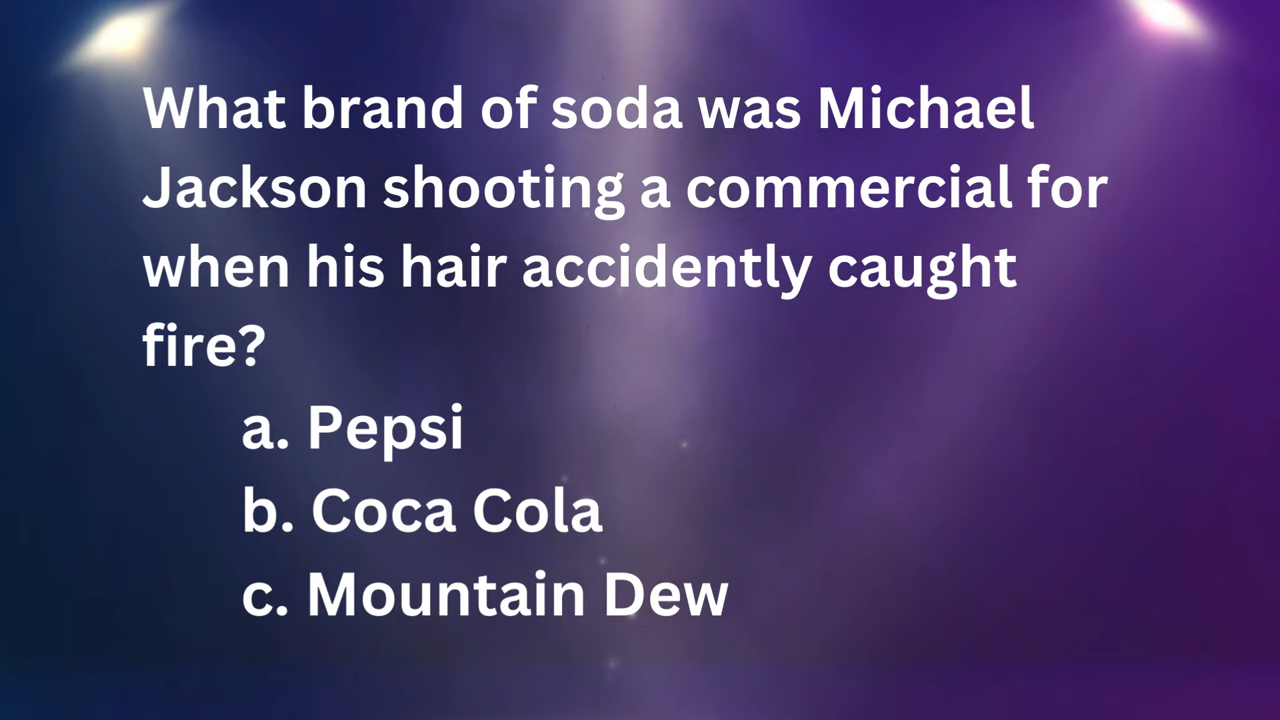 What brand of soda was Michael
Jackson shooting a commercial for
when his hair accidently caught
fire?
a. Pepsi
b. Coca Cola
c. Mountain Dew